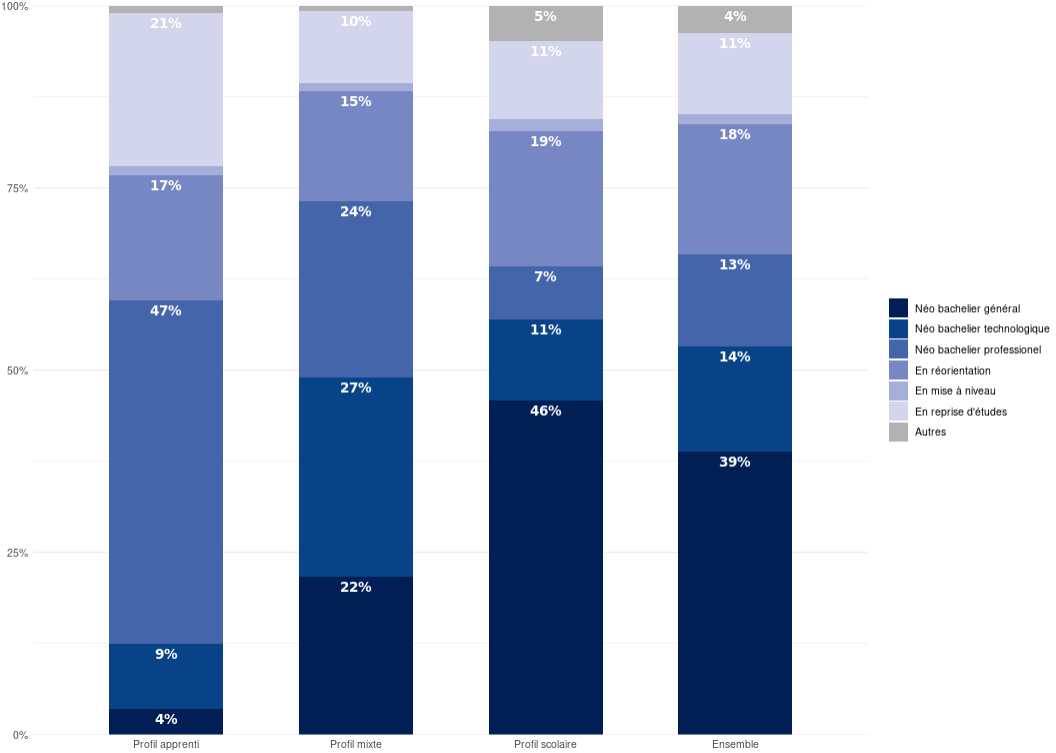 100%
75%
50%
25%
0%
21%
17%
47%
9%
4%
10%
15%
24%
27%
22%
5%
11%
19%
7%
11%
46%
4%
11%
18%
13%
14%
39%
Profil apprenti
Profil mixte
Profil scolaire
Ensemble
Néo bachelier général
Néo bachelier technologique
Néo bachelier professionel
En réorientation
En mise à niveau
En reprise d'études
Autres